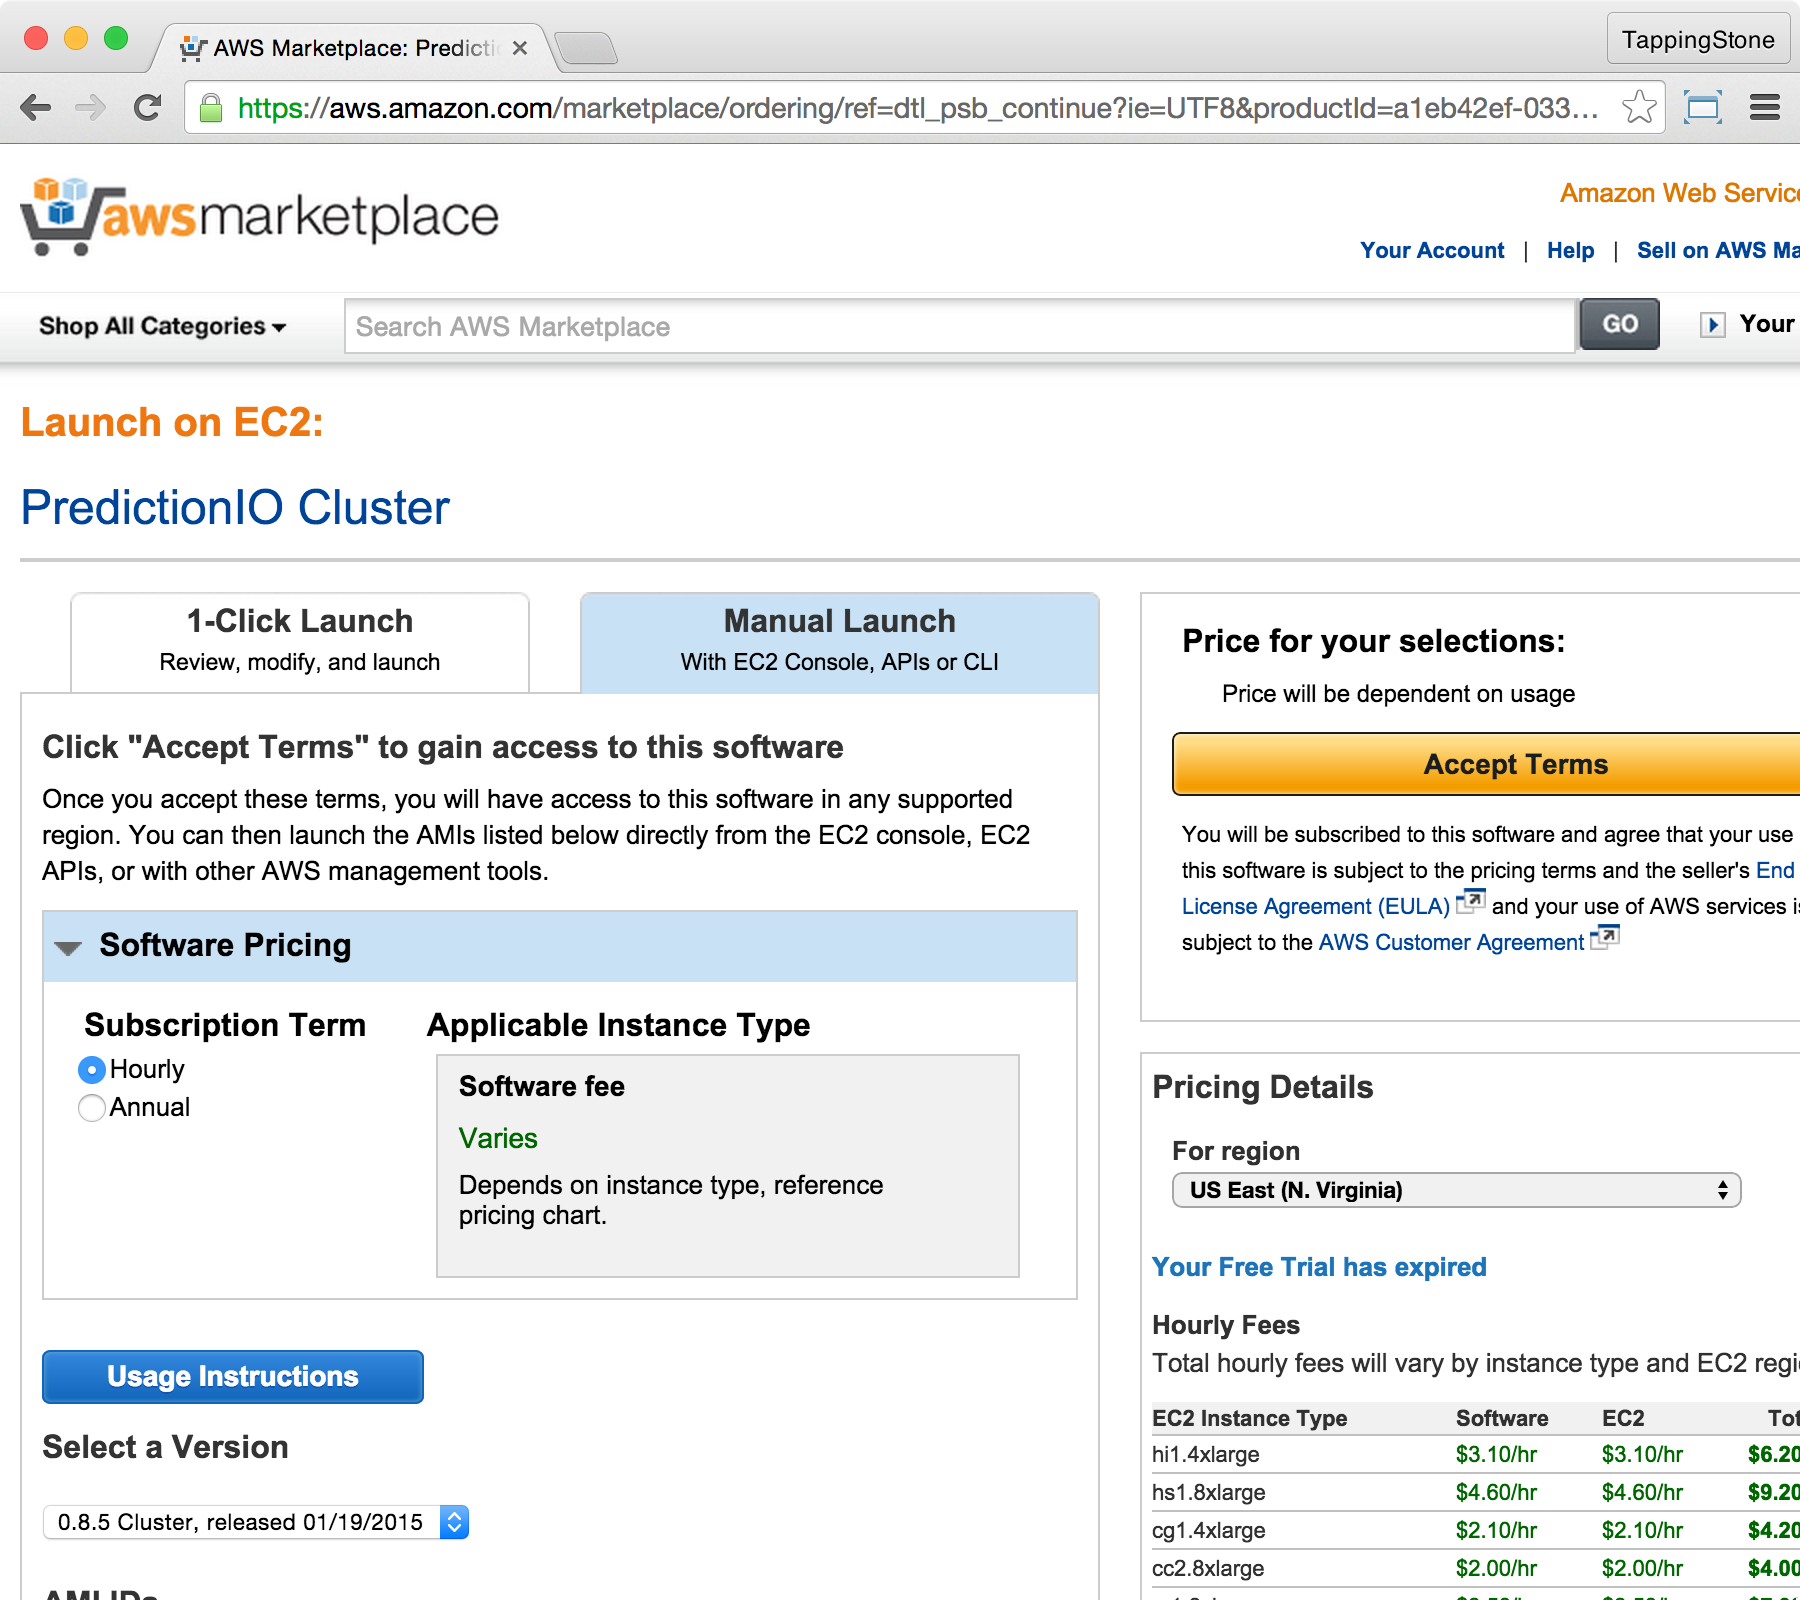 AWS Marketplace: Predicti
TappingStone
https://aws.amazon.com/marketplace/ordering/ref=dtl_psb_continue?ie=UTF8&productId=a1eb42ef-033...
awsmarketplace
Amazon Web Servic
Your Account | Help | Sell on AWS Ma
Shop All Categories
Search AWS Marketplace
GO
Your
Launch on EC2:
PredictionIO Cluster
1-Click Launch
Review, modify, and launch
Manual Launch
With EC2 Console, APIs or CLI
Click "Accept Terms" to gain access to this software
Once you accept these terms, you will have access to this software in any supported
region. You can then launch the AMIs listed below directly from the EC2 console, EC2
APIs, or with other AWS management tools.
Software Pricing
Subscription Term
Hourly
Annual
Applicable Instance Type
Software fee
Varies
Depends on instance type, reference
pricing chart.
Usage Instructions
Select a Version
0.8.5 Cluster, released 01/19/2015
Price for your selections:
Price will be dependent on usage
Accept Terms
You will be subscribed to this software and agree that your use
this software is subject to the pricing terms and the seller's End
License Agreement (EULA) and your use of AWS services is
subject to the AWS Customer Agreement
Pricing Details
For region
US East (N. Virginia)
Your Free Trial has expired
Hourly Fees
Total hourly fees will vary by instance type and EC2 regi
EC2 Instance Type Software EC2 Tot
hi1.4xlarge $3.10/hr $3.10/hr $6.20
hs1.8xlarge $4.60/hr $4.60/hr $9.20
cg1.4xlarge $2.10/hr $2.10/hr $4.20
cc2.8xlarge $2.00/hr $2.00/hr $4.00